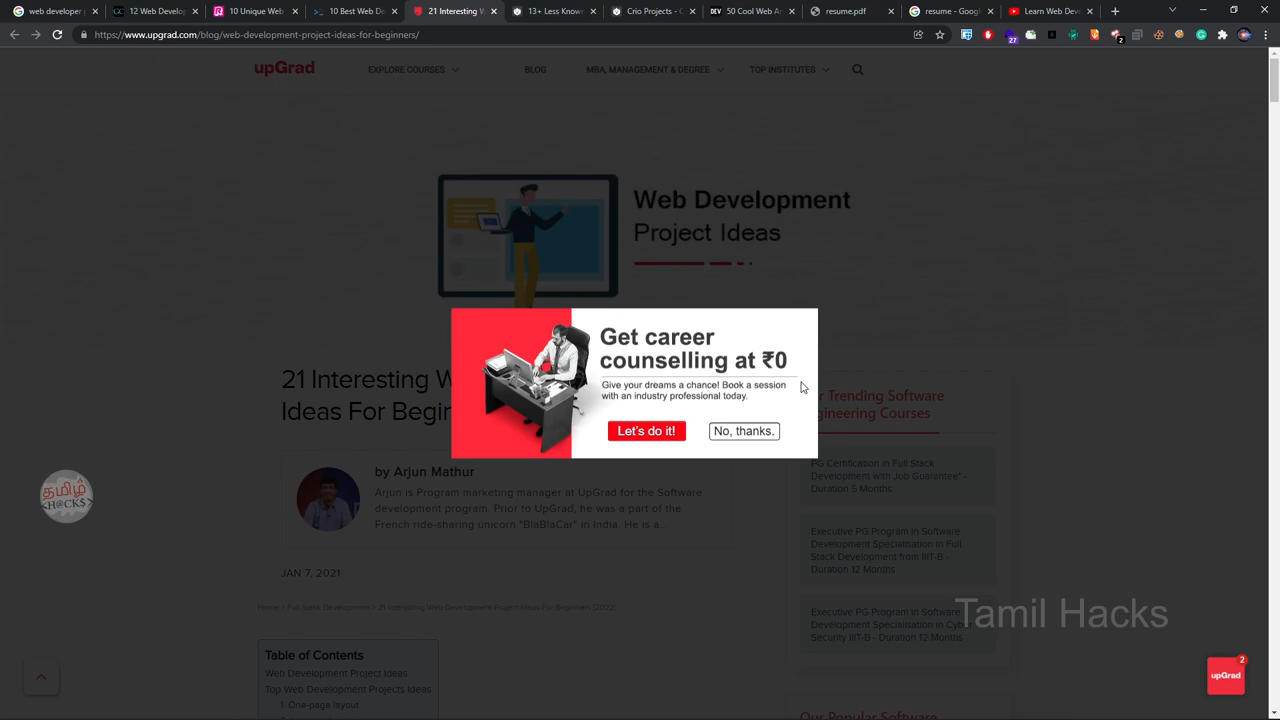 web developer p
12 Web Develop
10 Unique Web
10 Best Web De
21 Interesting W
13+ Less Know
Crio Projects - C
50 Cool Web Ar
resume.pdf
resume - Googl
Learn Web Dev
https://www.upgrad.com/blog/web-development-project-ideas-for-beginners/
27
2
upGrad
EXPLORE COURSES
BLOG
MBA, MANAGEMENT & DEGREE
TOP INSTITUTES
Web Development
Project Ideas
Get career
counselling at ₹0
Give your dreams a chance! Book a session
with an industry professional today.
Let's do it!
No, thanks.
21 Interesting W
Ideas For Begin
by Arjun Mathur
Arjun is Program marketing manager at UpGrad for the Software
development program. Prior to UpGrad, he was a part of the
French ride-sharing unicorn "BlaBlaCar" in India. He is a...
JAN 7, 2021
Home > Full Stack Development > 21 Interesting Web Development Project Ideas For Beginners [2022]
Table of Contents
Web Development Project Ideas
Top Web Development Projects Ideas
1. One-page layout
r Trending Software
gineering Courses
PG Certification in Full Stack
Development with Job Guarantee* -
Duration 5 Months
Executive PG Program in Software
Development Specialisation in Full
Stack Development from IIIT-B -
Duration 12 Months
Executive PG Program in Software
Development Specialisation in Cyber
Security IIIT-B - Duration 12 Months
Our Popular Software
தமிழ்
<H@CK$>
Tamil Hacks
upGrad
2